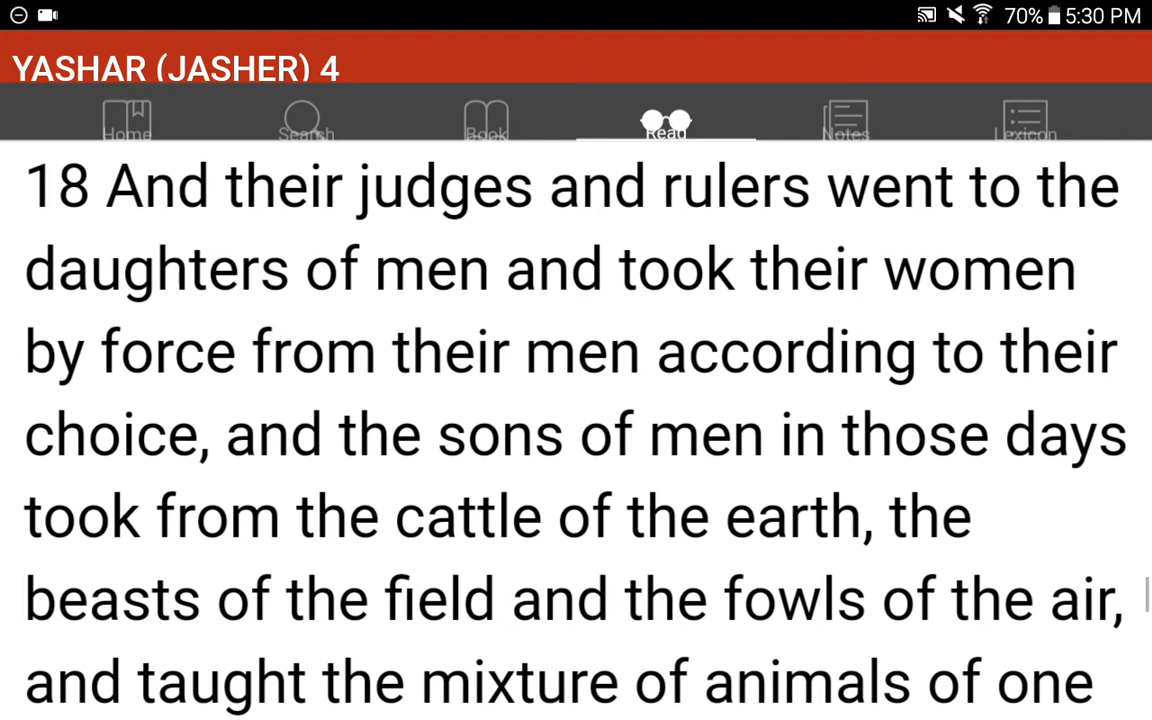 70% 5:30 PM
YASHAR (JASHER) 4
Home Search Book Read Notes Lexicon
18 And their judges and rulers went to the
daughters of men and took their women
by force from their men according to their
choice, and the sons of men in those days
took from the cattle of the earth, the
beasts of the field and the fowls of the air,
and taught the mixture of animals of one